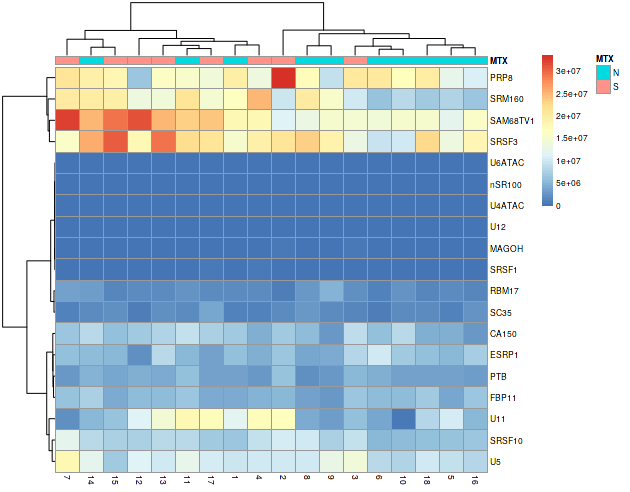 MTX
PRP8
SRM160
SAM68TV1
SRSF3
U6ATAC
nSR100
U4ATAC
U12
MAGOH
SRSF1
RBM17
SC35
CA150
ESRP1
PTB
FBP11
U11
SRSF10
U5
7 14 15 12 13 11 17 1 4 2 8 9 3 6 10 18 5 16
3e+07
2.5e+07
2e+07
1.5e+07
1e+07
5e+06
0
MTX
N
S